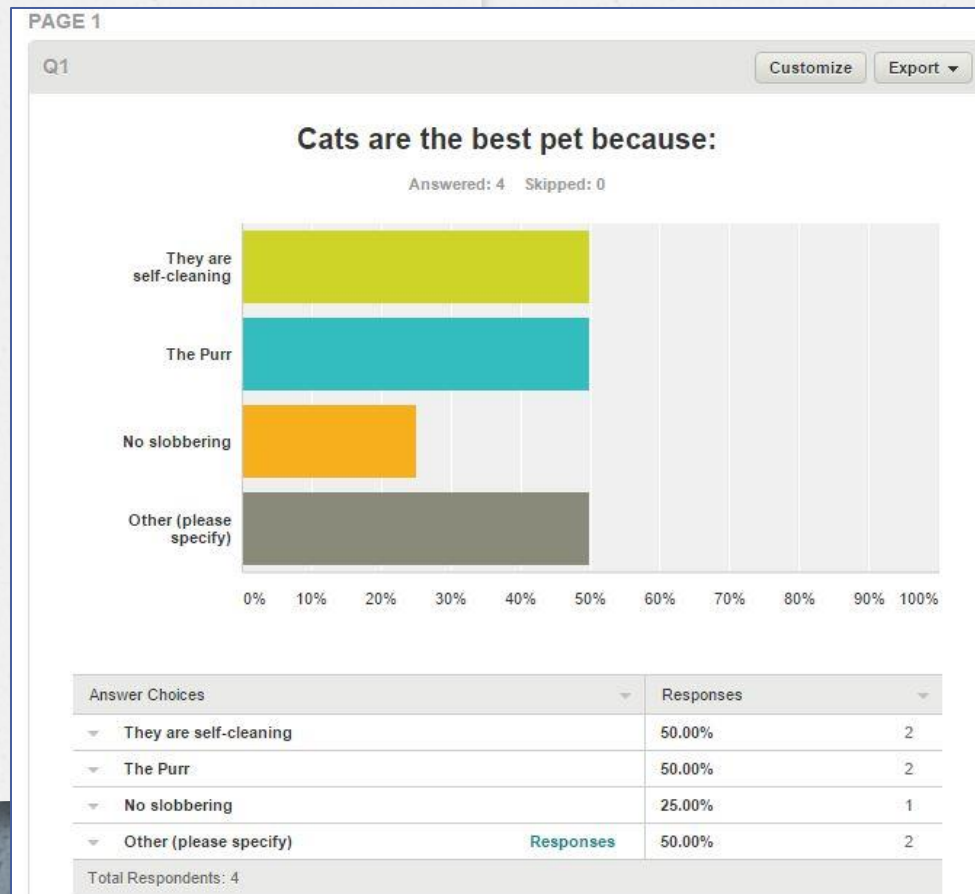 PAGE 1
Q1
Customize
Export
Cats are the best pet because:
Answered: 4 Skipped: 0
They are
self-cleaning
The Purr
No slobbering
Other (please
specify)
0% 10% 20% 30% 40% 50% 60% 70% 80% 90% 100%
Answer Choices Responses
They are self-cleaning 50.00% 2
The Purr 50.00% 2
No slobbering 25.00% 1
Other (please specify) Responses 50.00% 2
Total Respondents: 4